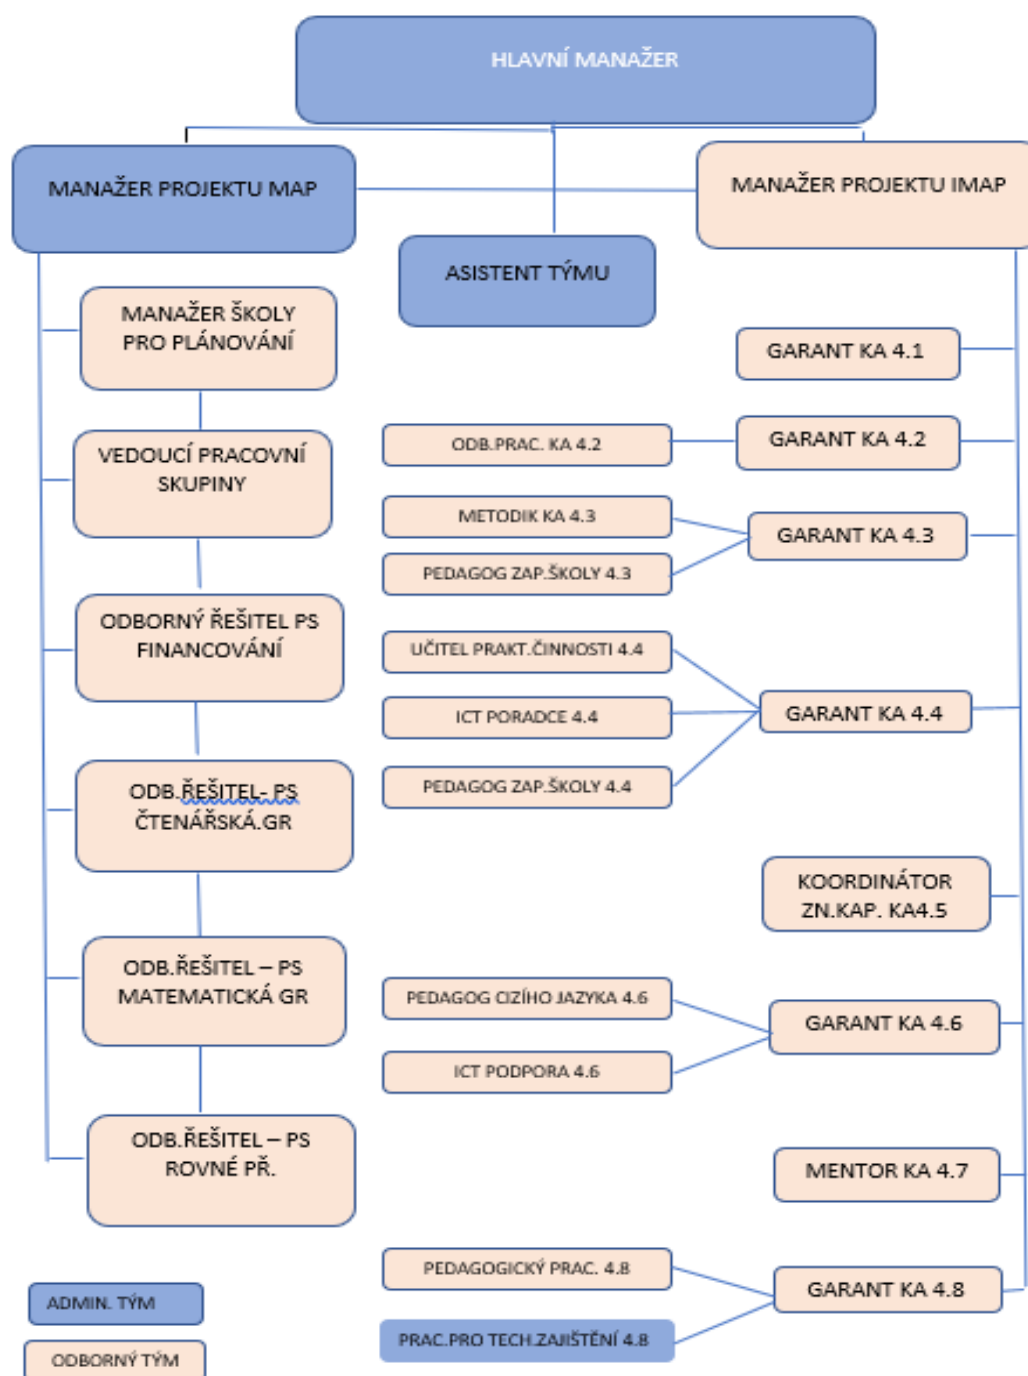 HLAVNÍ MANAŽER
MANAŽER PROJEKTU MAP
MANAŽER PROJEKTU IMAP
ASISTENT TÝMU
MANAŽER ŠKOLY
PRO PLÁNOVÁNÍ
VEDOUCÍ PRACOVNÍ
SKUPINY
ODBORNÝ ŘEŠITEL PS
FINANCOVÁNÍ
ODB.ŘEŠITEL- PS
ČTENÁŘSKÁ.GR
ODB.ŘEŠITEL – PS
MATEMATICKÁ GR
ODB.ŘEŠITEL – PS
ROVNÉ PŘ.
GARANT KA 4.1
ODB.PRAC. KA 4.2
GARANT KA 4.2
METODIK KA 4.3
PEDAGOG ZAP.ŠKOLY 4.3
GARANT KA 4.3
UČITEL PRAKT.ČINNOSTI 4.4
ICT PORADCE 4.4
PEDAGOG ZAP.ŠKOLY 4.4
GARANT KA 4.4
KOORDINÁTOR
ZN.KAP. KA4.5
PEDAGOG CIZÍHO JAZYKA 4.6
ICT PODPORA 4.6
GARANT KA 4.6
MENTOR KA 4.7
PEDAGOGICKÝ PRAC. 4.8
PRAC.PRO TECH.ZAJIŠTĚNÍ 4.8
GARANT KA 4.8
ADMIN. TÝM
ODBORNÝ TÝM